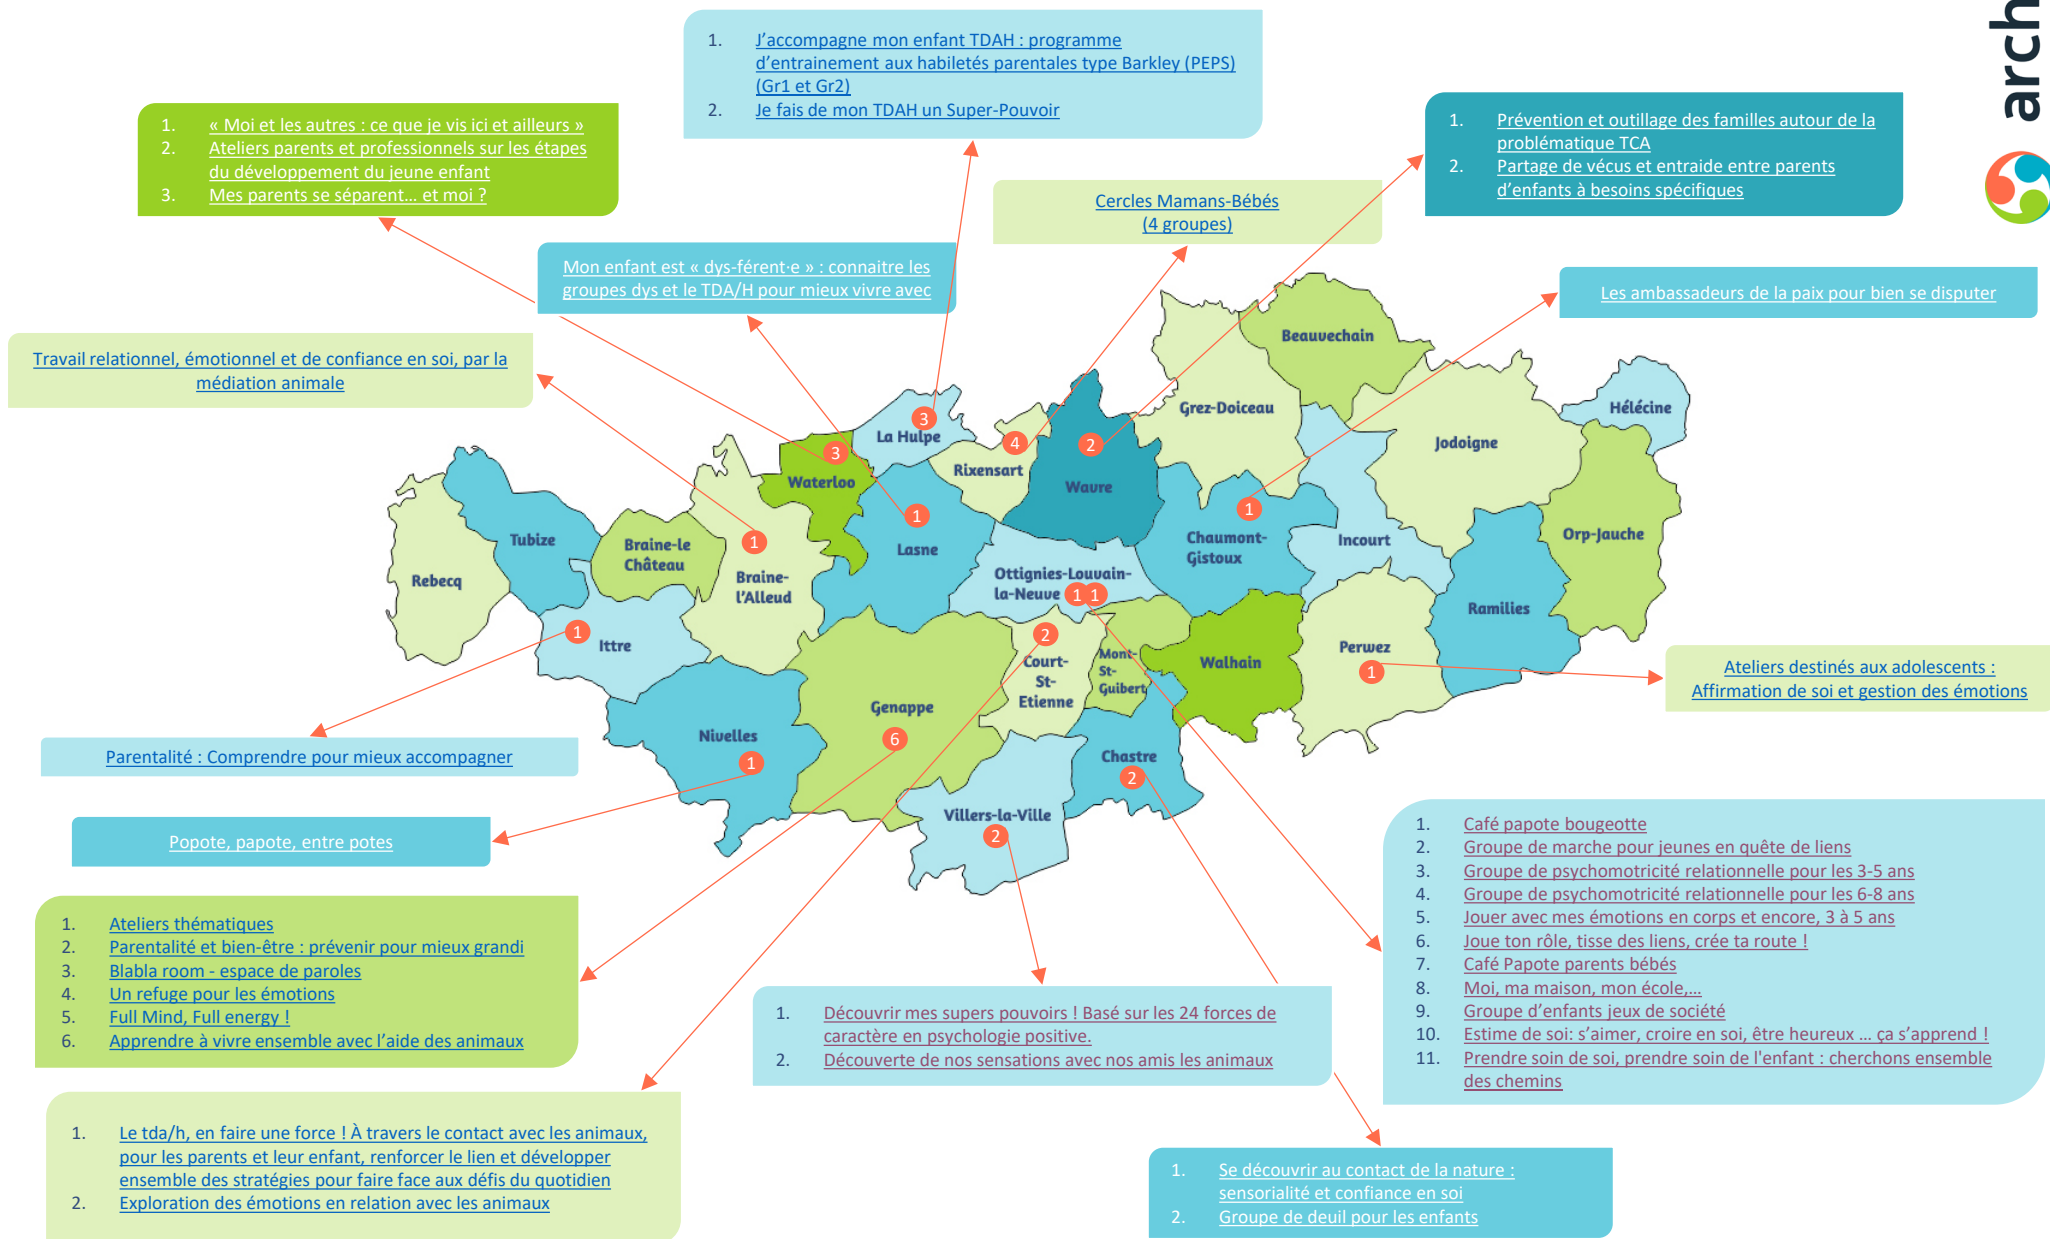 1. J'accompagne mon enfant TDAH : programme
d'entrainement aux habiletés parentales type Barkley (PEPS)
(Gr1 et Gr2)
2. Je fais de mon TDAH un Super-Pouvoir
arch
1. « Moi et les autres : ce que je vis ici et ailleurs »
2. Ateliers parents et professionnels sur les étapes
du développement du jeune enfant
3. Mes parents se séparent… et moi ?
1. Prévention et outillage des familles autour de la
problématique TCA
2. Partage de vécus et entraide entre parents
d'enfants à besoins spécifiques
Cercles Mamans-Bébés
(4 groupes)
Mon enfant est « dys-férent·e » : connaitre les
groupes dys et le TDA/H pour mieux vivre avec
Les ambassadeurs de la paix pour bien se disputer
Travail relationnel, émotionnel et de confiance en soi, par la
médiation animale
Beauvechain
Grez-Doiceau
Hélécine
3
La Hulpe
4
Rixensart
2
Wavre
Jodoigne
3
Waterloo
1
Lasne
1
Chaumont-
Gistoux
Incourt
Orp-Jauche
Tubize
Braine-le
Château
1
Braine-
l'Alleud
Rebecq
Ottignies-Louvain-
la-Neuve
1 1
Ramilies
1
Ittre
2
Court-
St-
Etienne
Mont-
St-
Guibert
Walhain
Perwez
1
Ateliers destinés aux adolescents :
Affirmation de soi et gestion des émotions
Genappe
6
Nivelles
1
Chastre
2
Villers-la-Ville
2
Parentalité : Comprendre pour mieux accompagner
Popote, papote, entre potes
1. Café papote bougeotte
2. Groupe de marche pour jeunes en quête de liens
3. Groupe de psychomotricité relationnelle pour les 3-5 ans
4. Groupe de psychomotricité relationnelle pour les 6-8 ans
5. Jouer avec mes émotions en corps et encore, 3 à 5 ans
6. Joue ton rôle, tisse des liens, crée ta route !
7. Café Papote parents bébés
8. Moi, ma maison, mon école,…
9. Groupe d'enfants jeux de société
10. Estime de soi: s'aimer, croire en soi, être heureux … ça s'apprend !
11. Prendre soin de soi, prendre soin de l'enfant : cherchons ensemble
des chemins
1. Ateliers thématiques
2. Parentalité et bien-être : prévenir pour mieux grandi
3. Blabla room - espace de paroles
4. Un refuge pour les émotions
5. Full Mind, Full energy !
6. Apprendre à vivre ensemble avec l'aide des animaux
1. Découvrir mes supers pouvoirs ! Basé sur les 24 forces de
caractère en psychologie positive.
2. Découverte de nos sensations avec nos amis les animaux
1. Le tda/h, en faire une force ! À travers le contact avec les animaux,
pour les parents et leur enfant, renforcer le lien et développer
ensemble des stratégies pour faire face aux défis du quotidien
2. Exploration des émotions en relation avec les animaux
1. Se découvrir au contact de la nature :
sensorialité et confiance en soi
2. Groupe de deuil pour les enfants